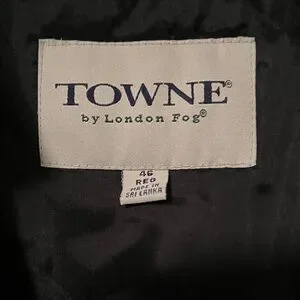 TOWNE®
by London Fog®
46
REG
MADE IN
SRI LANKA